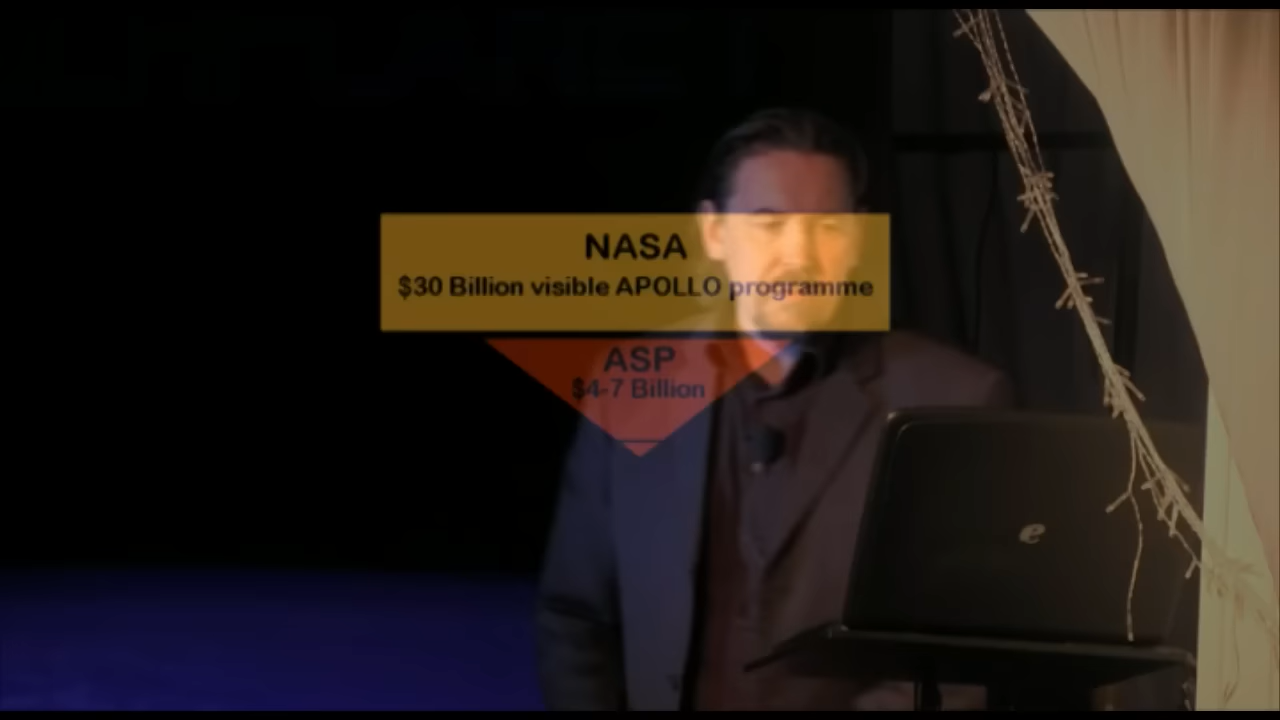 NASA
$30 Billion visible APOLLO programme
ASP
$4-7 Billion
e